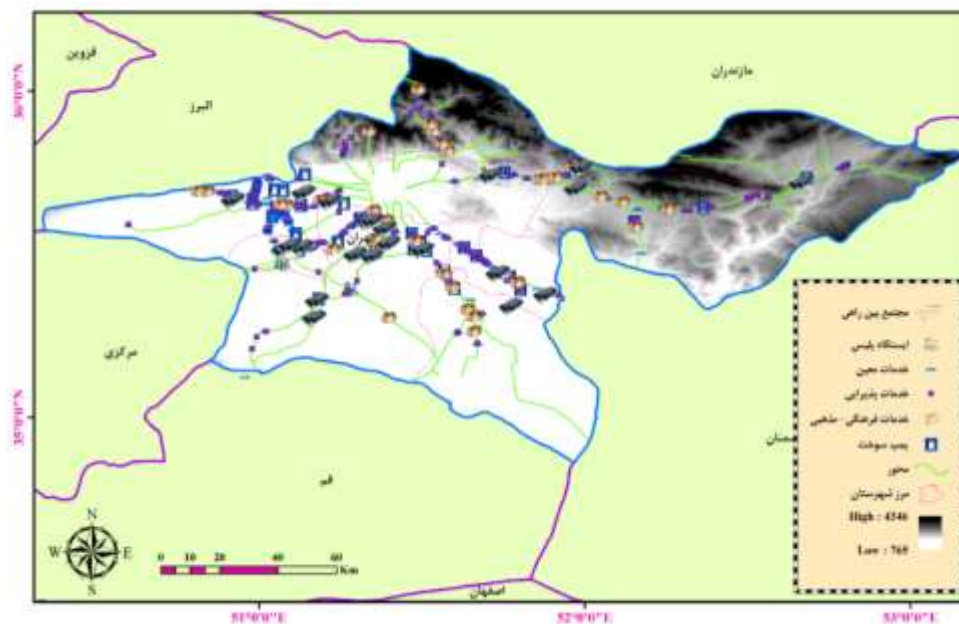 قزوین
مازندران
البرز
36°0'0"N
مرکزی
35°0'0"N
قم
اصفهان
N
W E
S
0 10 20 40 60
Km
51°0'0"E 52°0'0"E 53°0'0"E
مجتمع بین راهی
ایستگاه پلیس
خدمات معین
خدمات پذیرایی
خدمات فرهنگی - مذهبی
پمپ سوخت
محور
مرز شهرستان
High : 4346
Low : 765